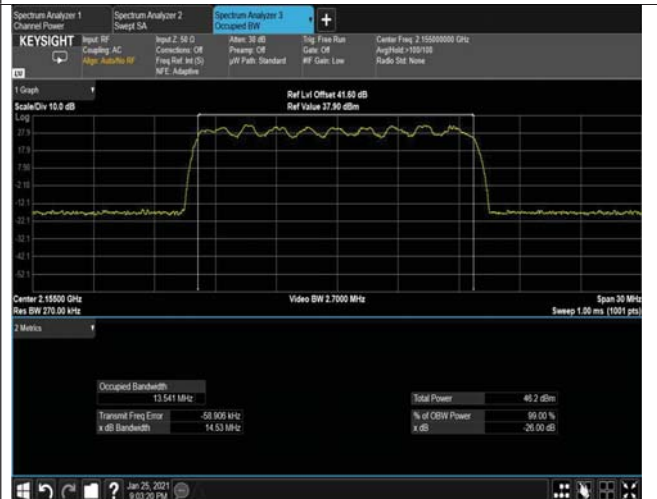 Spectrum Analyzer 1
Channel Power
Spectrum Analyzer 2
Swept SA
Spectrum Analyzer 3
Occupied BW
KEYSIGHT
Input: RF
Coupling: AC
Align: Auto/No RF
Input Z: 50 Ω
Corrections: Off
Freq Ref: Int (S)
NFE: Adaptive
Atten: 30 dB
Preamp: Off
µW Path: Standard
Trig: Free Run
Gate: Off
#IF Gain: Low
Center Freq: 2.155000000 GHz
Avg|Hold:>100/100
Radio Std: None
LXI
1 Graph
Scale/Div 10.0 dB
Ref Lvl Offset 41.60 dB
Ref Value 37.90 dBm
Log
27.9
17.9
7.90
-2.10
-12.1
-22.1
-32.1
-42.1
-52.1
Center 2.15500 GHz
Res BW 270.00 kHz
Video BW 2.7000 MHz
Span 30 MHz
Sweep 1.00 ms (1001 pts)
2 Metrics
Occupied Bandwidth
13.541 MHz
Transmit Freq Error -58.906 kHz
x dB Bandwidth 14.53 MHz
Total Power 46.2 dBm
% of OBW Power 99.00 %
x dB -26.00 dB
Jan 25, 2021
9:03:20 PM